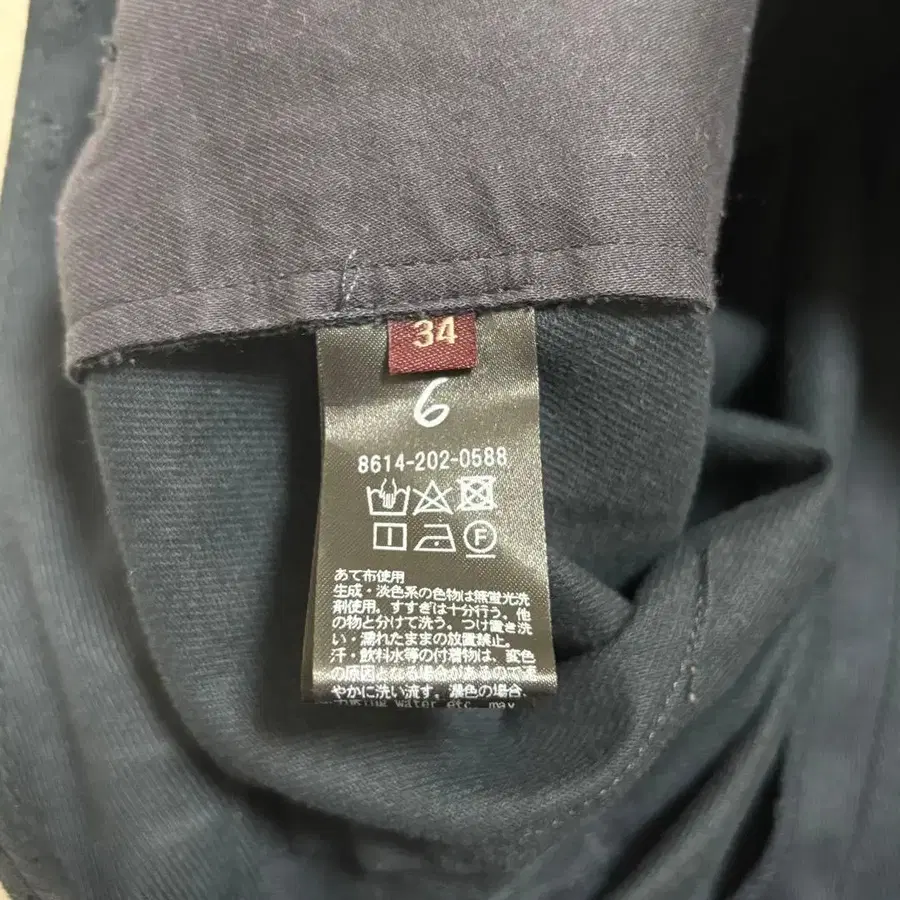 34
6
8614-202-0588
F
あて布使用
生成・淡色系の色物は無蛍光洗
剤使用。すすぎは十分行う。他
の物と分けて洗う。つけ置き洗
い・濡れたままの放置禁止。
汗・飲料水等の付着物は、変色
の原因となる場合があるので速
やかに洗い流す。濃色の場合、
water etc. may